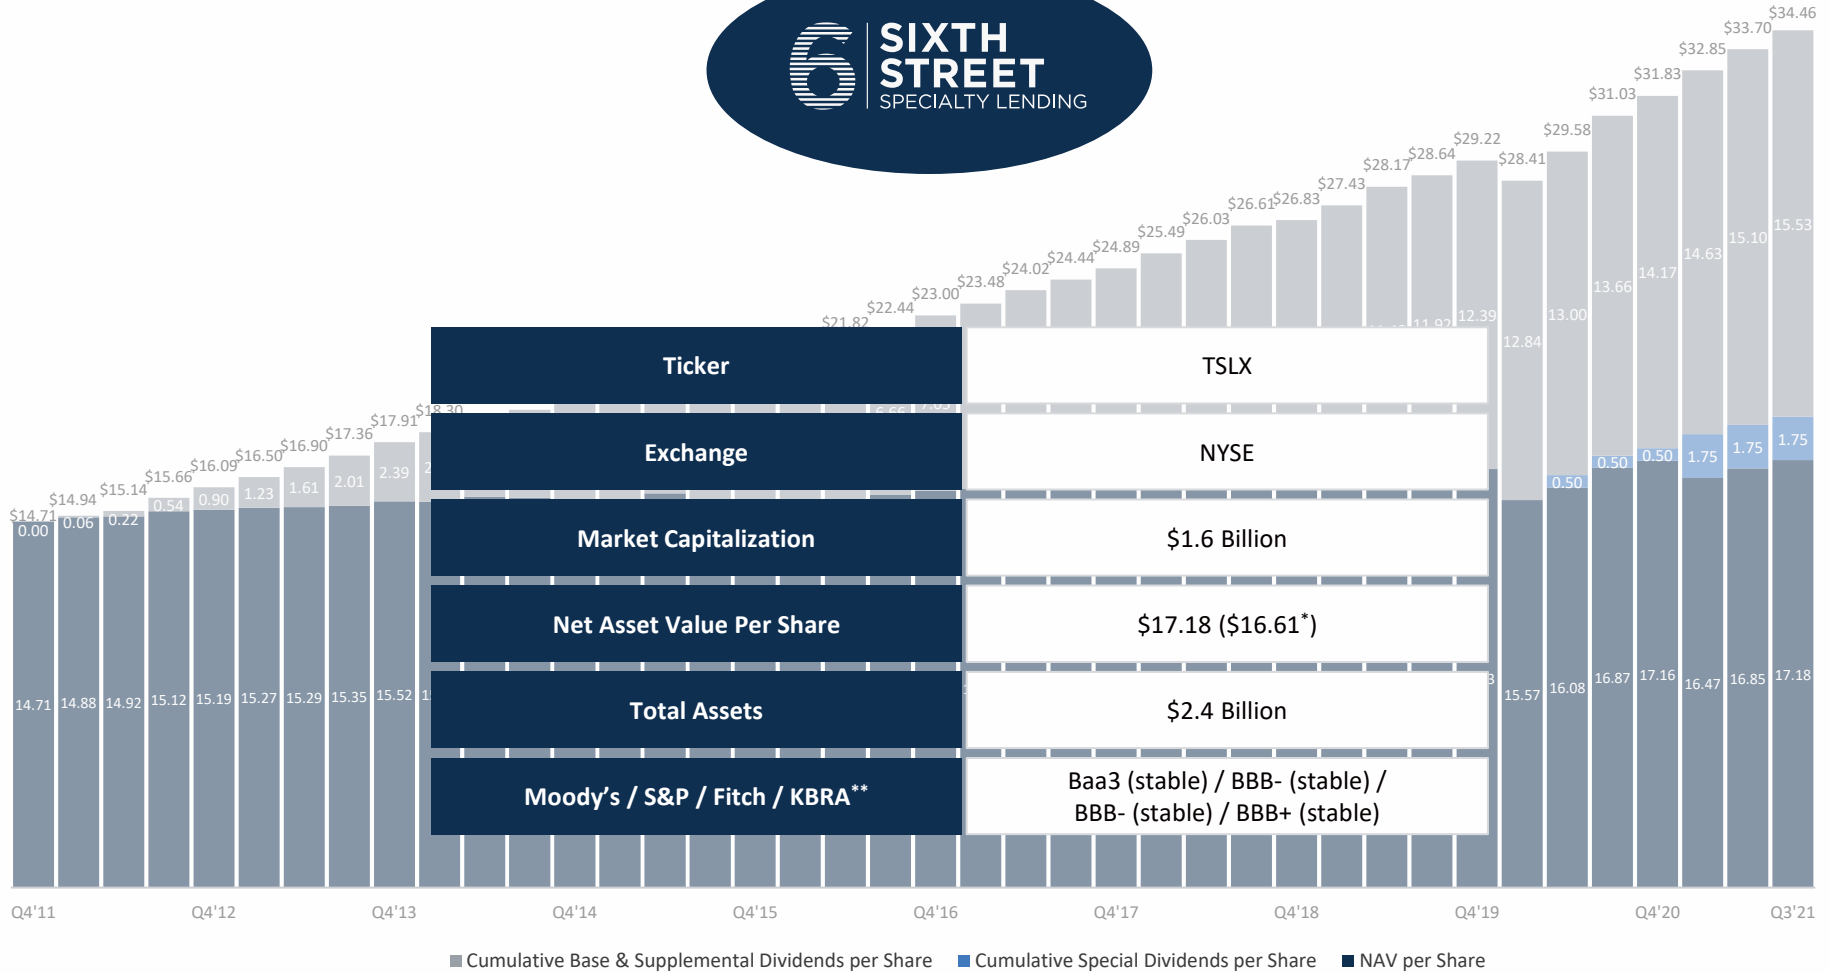 6 SIXTH
STREET
SPECIALTY LENDING
$14.71 $14.94 $15.14 $15.66 $16.09 $16.50 $16.90 $17.36 $17.91 $18.30 $21.82 $22.44 $23.00 $23.48 $24.02 $24.44 $24.89 $25.49 $26.03 $26.61 $26.83 $27.43 $28.17 $28.64 $29.22 $28.41 $29.58 $31.03 $31.83 $32.85 $33.70 $34.46
0.00 0.06 0.22 0.54 0.90 1.23 1.61 2.01 2.39 6.66 7.05 11.92 12.39 12.84 13.00 13.66 14.17 14.63 15.10 15.53
0.50 0.50 0.50 1.75 1.75 1.75
14.71 14.88 14.92 15.12 15.19 15.27 15.29 15.35 15.52 15.57 16.08 16.87 17.16 16.47 16.85 17.18
Ticker TSLX
Exchange NYSE
Market Capitalization $1.6 Billion
Net Asset Value Per Share $17.18 ($16.61*)
Total Assets $2.4 Billion
Moody's / S&P / Fitch / KBRA** Baa3 (stable) / BBB- (stable) /
BBB- (stable) / BBB+ (stable)
Q4'11 Q4'12 Q4'13 Q4'14 Q4'15 Q4'16 Q4'17 Q4'18 Q4'19 Q4'20 Q3'21
Cumulative Base & Supplemental Dividends per Share Cumulative Special Dividends per Share NAV per Share